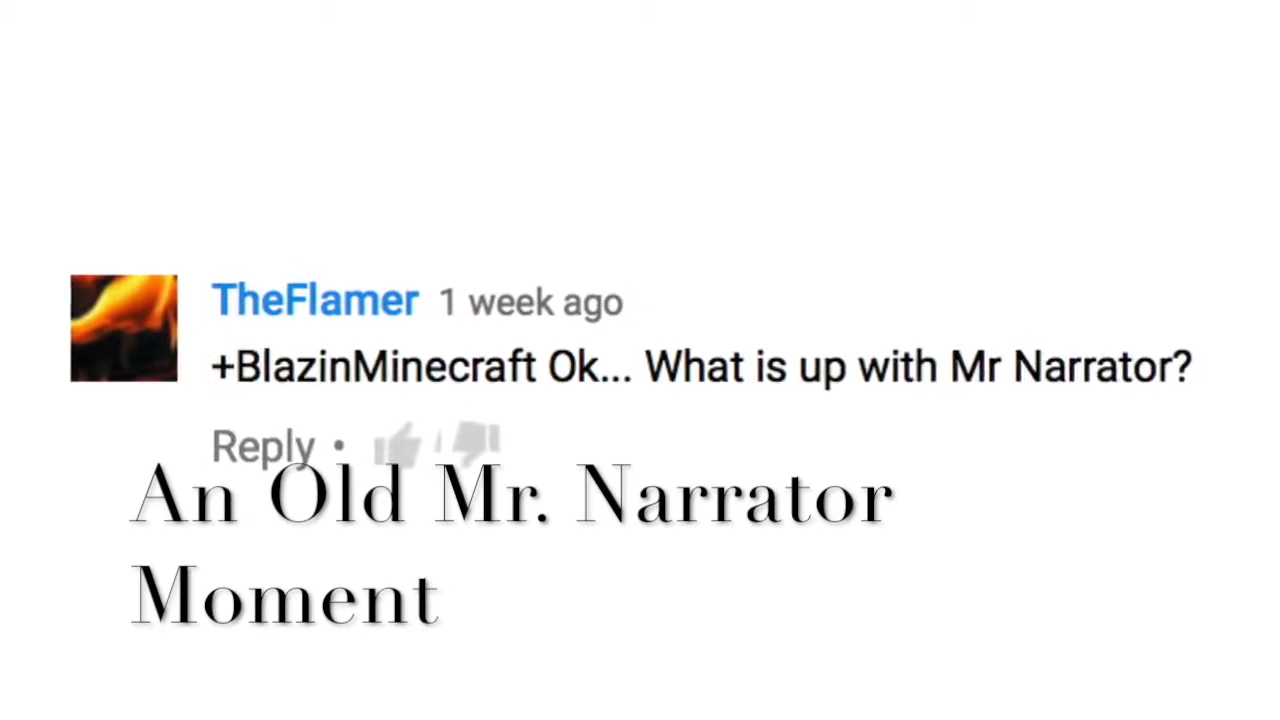 TheFlamer 1 week ago
+BlazinMinecraft Ok... What is up with Mr Narrator?
Reply •
An Old Mr. Narrator
Moment